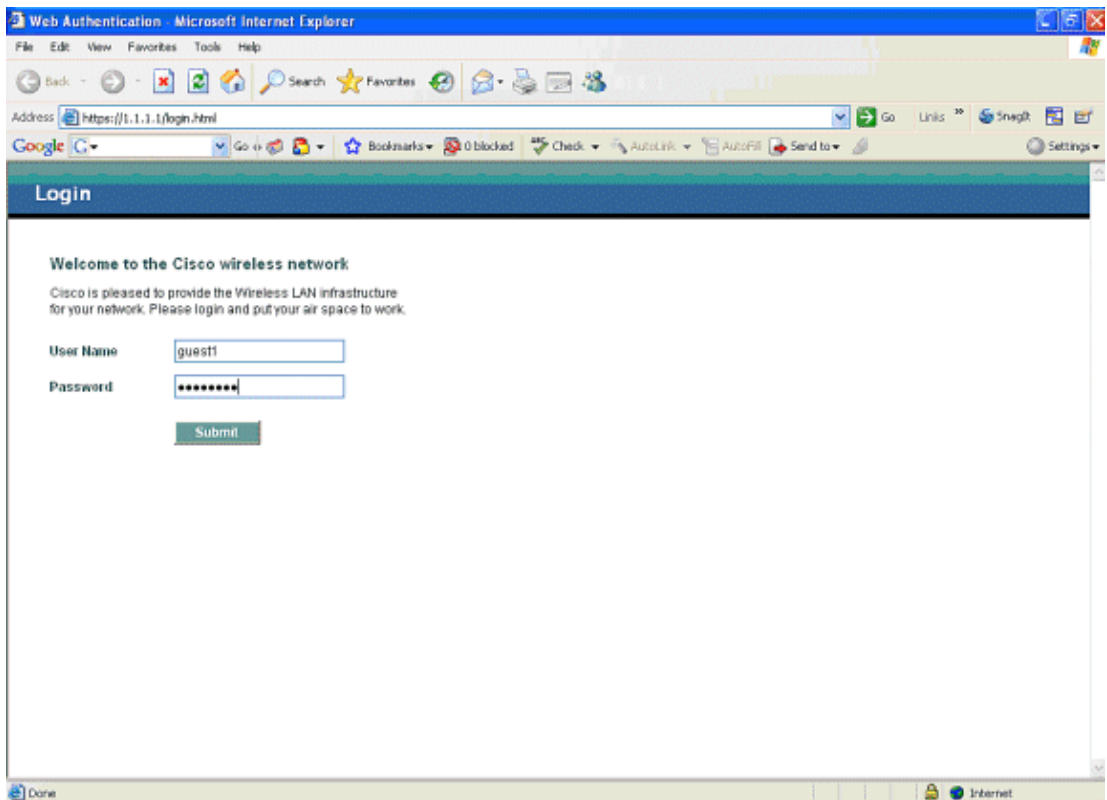 Web Authentication - Microsoft Internet Explorer
File Edit View Favorites Tools Help
Back Search Favorites
Address https://1.1.1.1/login.html Go Links » SnagIt
Google G Go Bookmarks 0 blocked Check AutoLink AutoFill Send to Settings
Login
Welcome to the Cisco wireless network
Cisco is pleased to provide the Wireless LAN infrastructure
for your network. Please login and put your air space to work.
User Name guest1
Password ••••••••
Submit
Done Internet